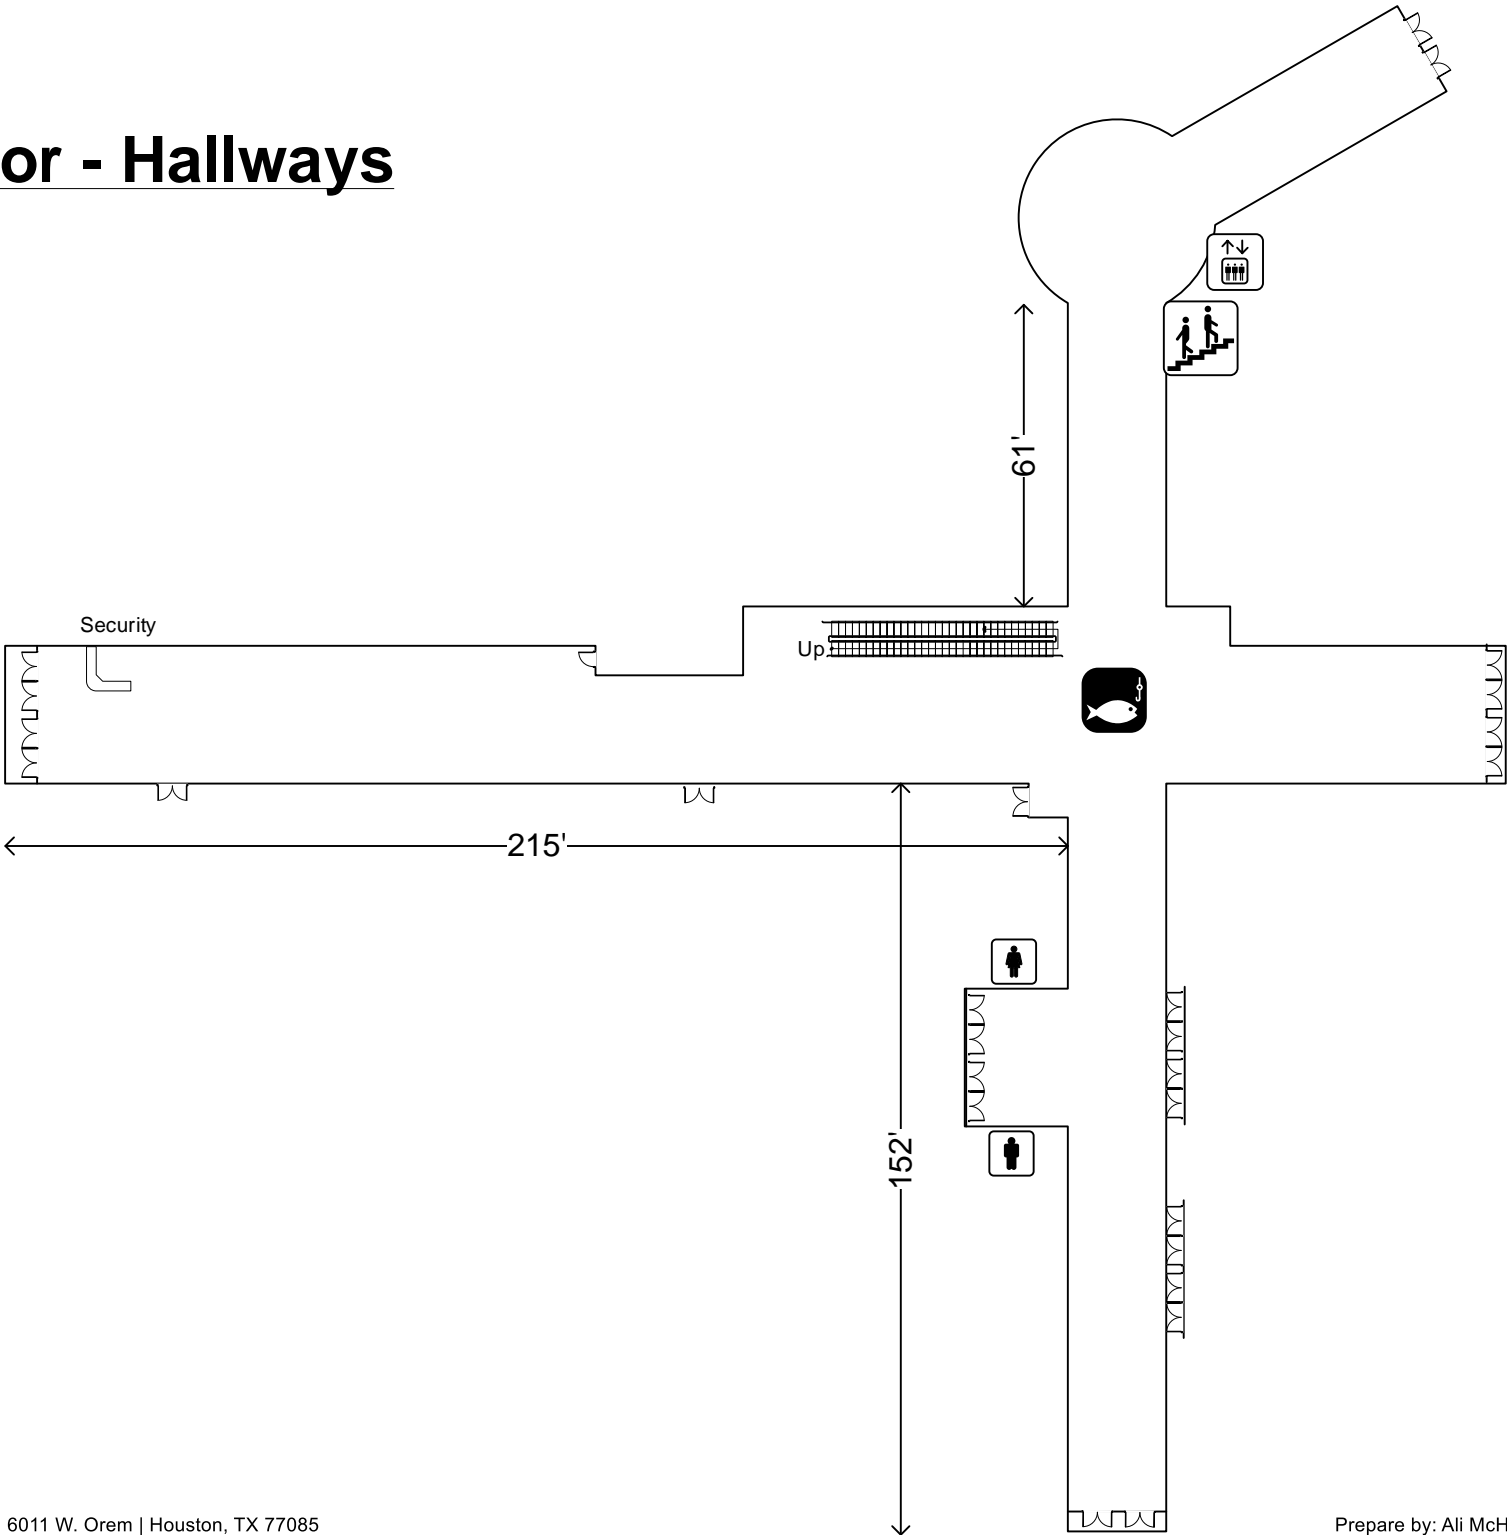 or - Hallways
61'
Security
Up
215'
152'
6011 W. Orem | Houston, TX 77085
Prepare by: Ali McH